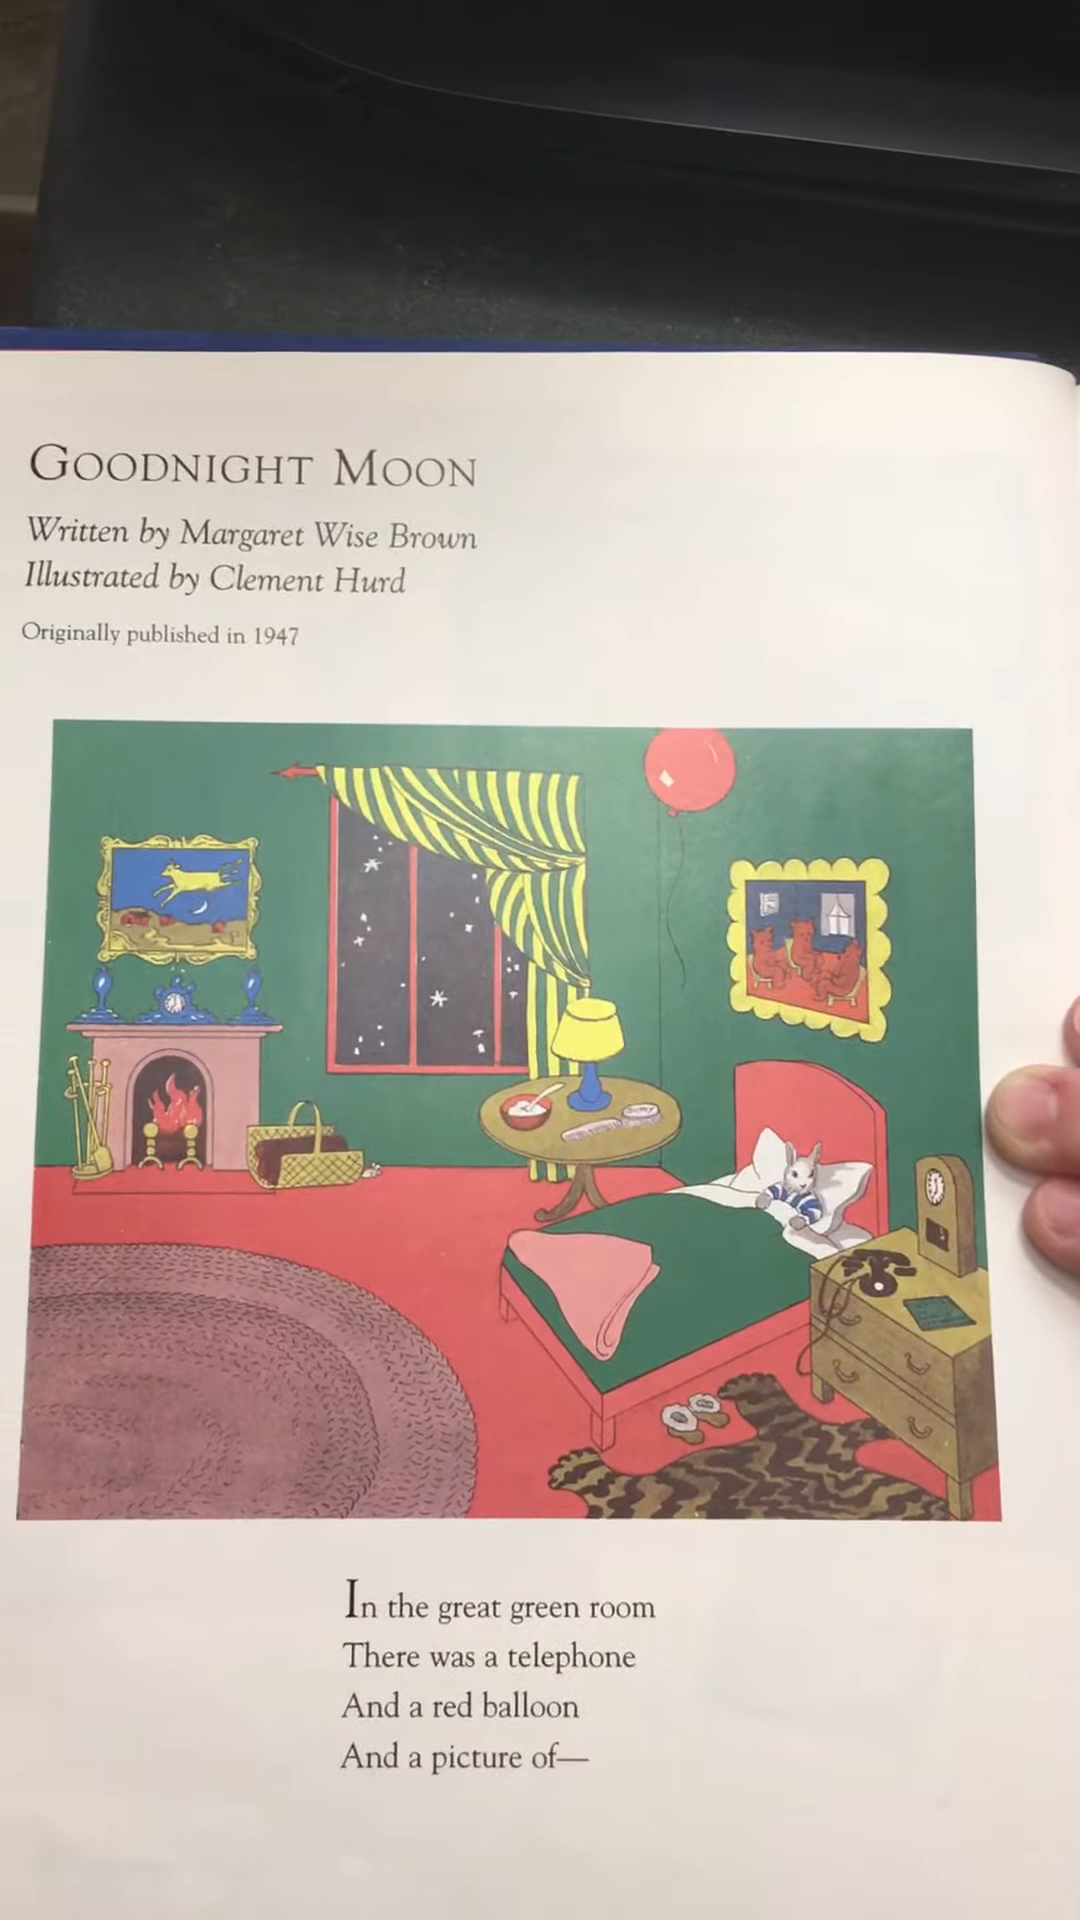 GOODNIGHT MOON
Written by Margaret Wise Brown
Illustrated by Clement Hurd
Originally published in 1947
In the great green room
There was a telephone
And a red balloon
And a picture of—